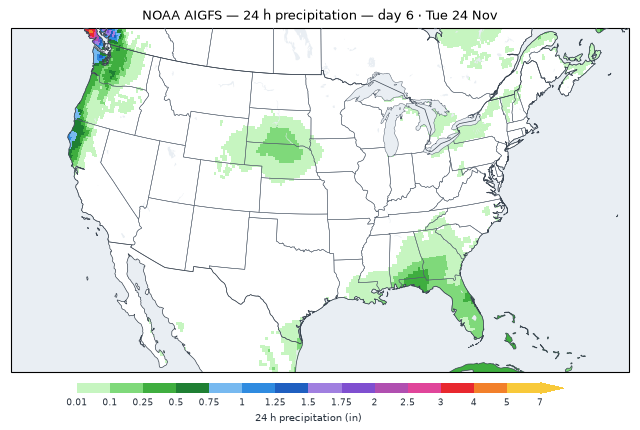 NOAA AIGFS — 24 h precipitation — day 6 · Tue 24 Nov
0.01 0.1 0.25 0.5 0.75 1 1.25 1.5 1.75 2 2.5 3 4 5 7
24 h precipitation (in)